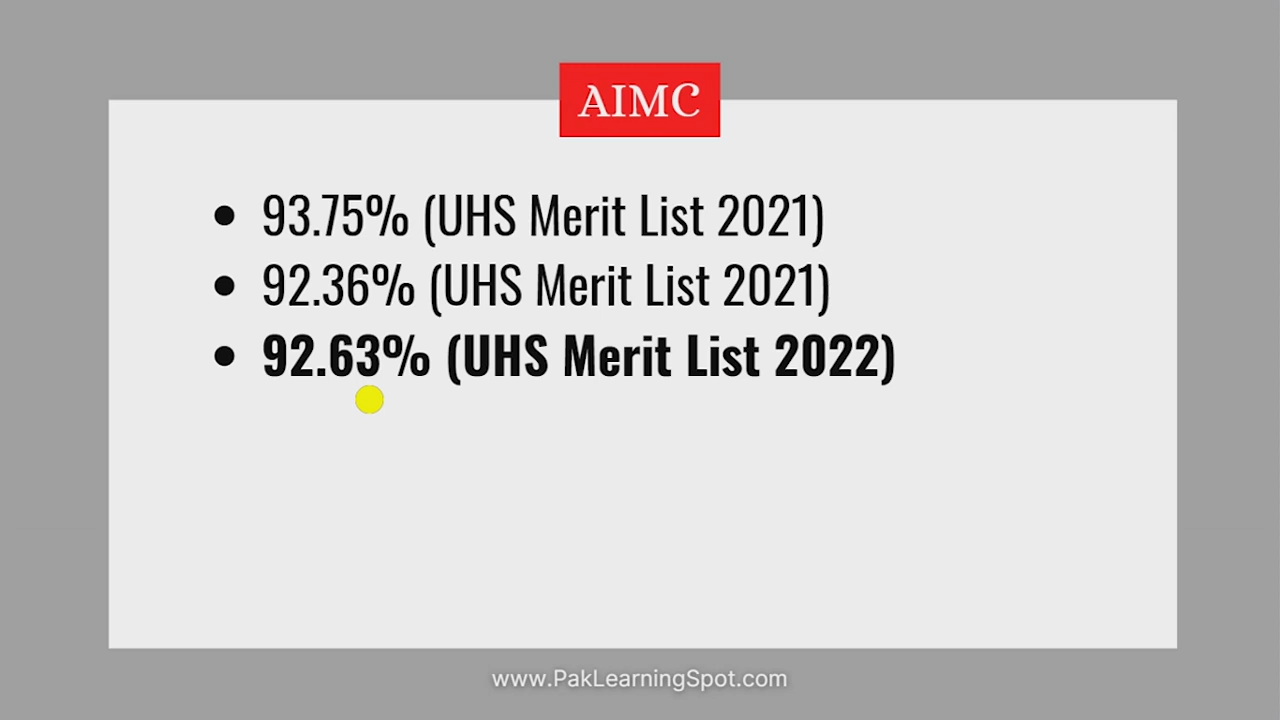 AIMC
• 93.75% (UHS Merit List 2021)
• 92.36% (UHS Merit List 2021)
• 92.63% (UHS Merit List 2022)
www.PakLearningSpot.com